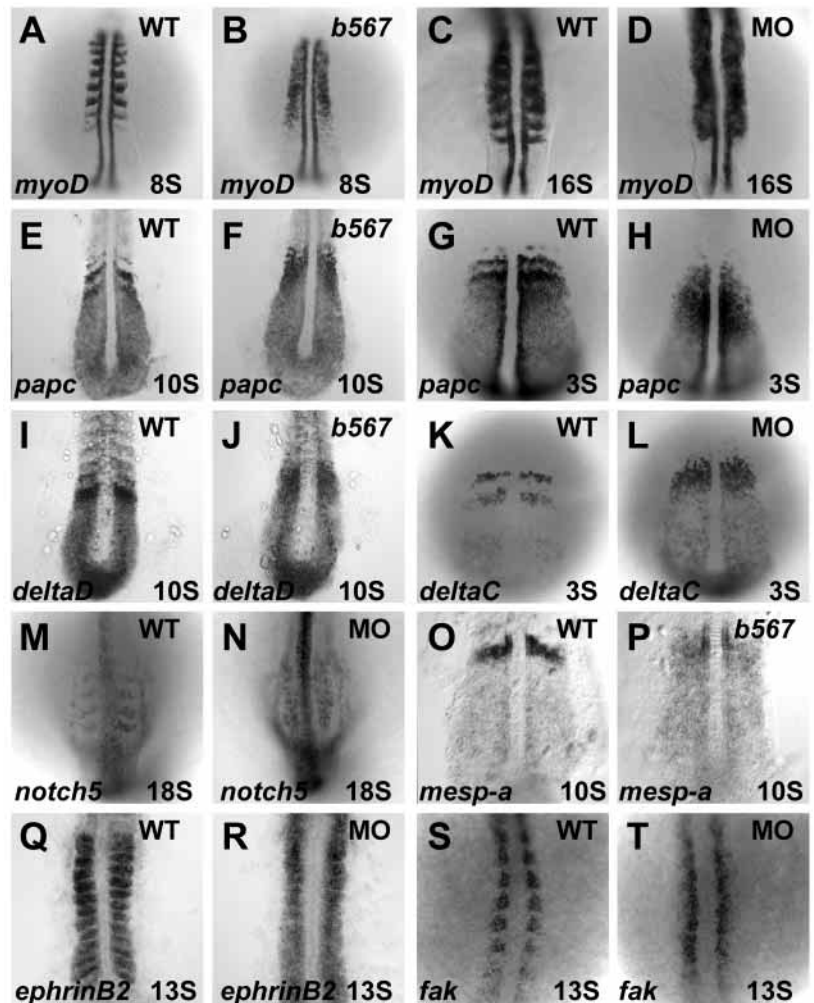 A WT
myoD 8S
B b567
myoD 8S
C WT
myoD 16S
D MO
myoD 16S
E WT
papc 10S
F b567
papc 10S
G WT
papc 3S
H MO
papc 3S
I WT
deltaD 10S
J b567
deltaD 10S
K WT
deltaC 3S
L MO
deltaC 3S
M WT
notch5 18S
N MO
notch5 18S
O WT
mesp-a 10S
P b567
mesp-a 10S
Q WT
ephrinB2 13S
R MO
ephrinB2 13S
S WT
fak 13S
T MO
fak 13S